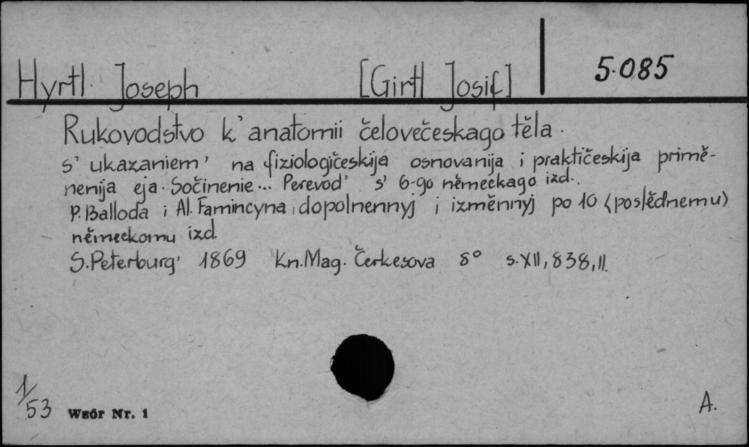 Hyrtl Joseph [Girtl Josif] 5.085
Rukovodstvo k' anatomii čelovečeskago těla.
s' ukazaniem' na fiziologičeskija osnovanija i praktičeskija primě-
nenija eja. Sočinenie... Perevod' s' 6-go německago izd.
P. Balloda i Al. Famincyna, dopolnennyj i izměnnyj po 10 (poslědnemu)
německomu izd.
S. Peterburg' 1869 Kn. Mag. Čerkesova 8° s. XII, 838, II.
1/53 Wzór Nr. 1 A.